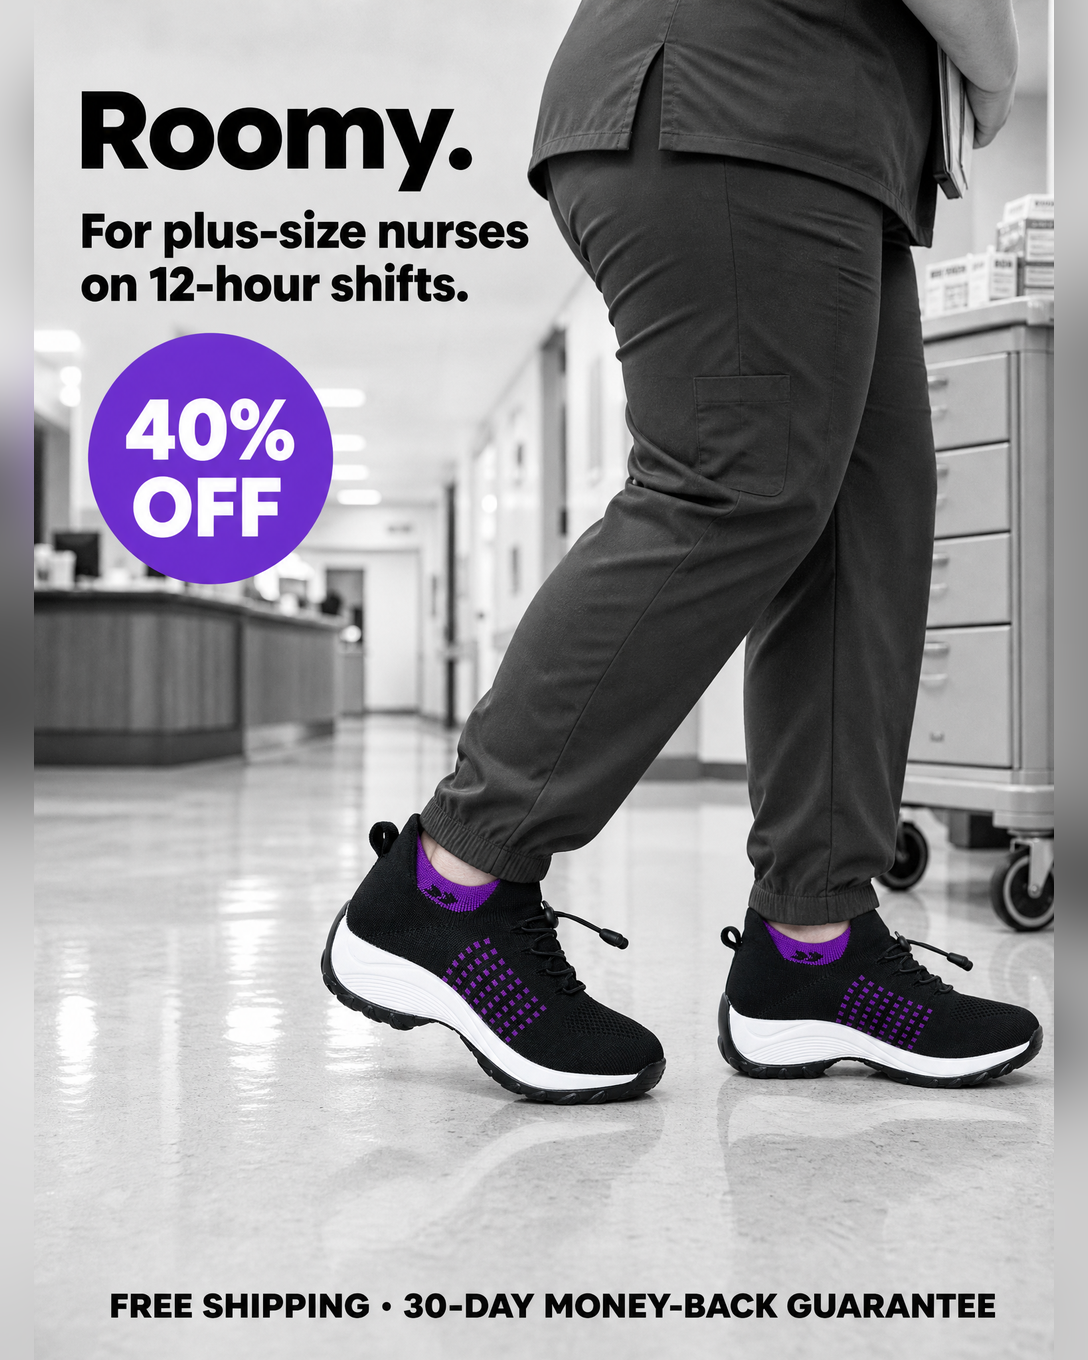 Roomy.
For plus-size nurses
on 12-hour shifts.
40%
OFF
FREE SHIPPING • 30-DAY MONEY-BACK GUARANTEE